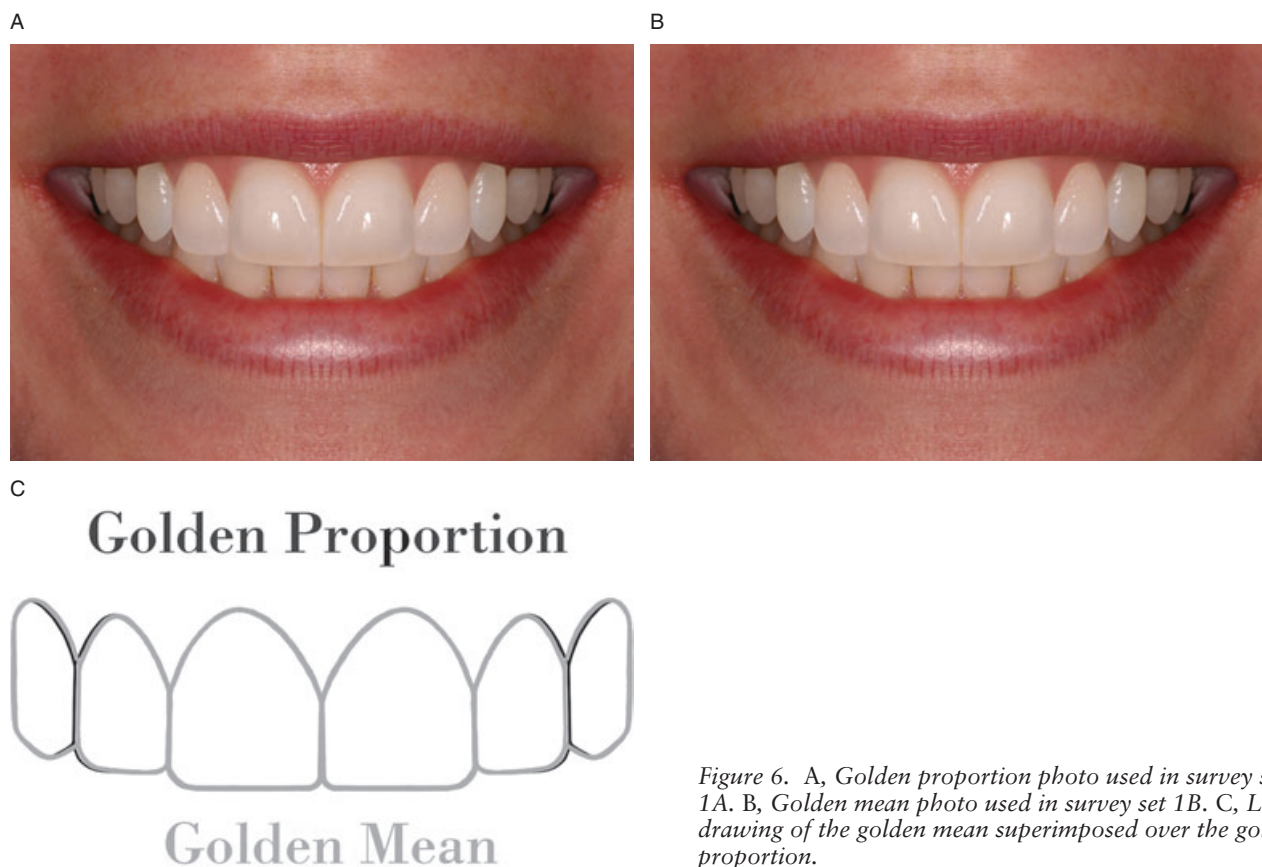 A
B
C
Golden Proportion
Golden Mean
Figure 6. A, Golden proportion photo used in survey
1A. B, Golden mean photo used in survey set 1B. C,
drawing of the golden mean superimposed over the
proportion.